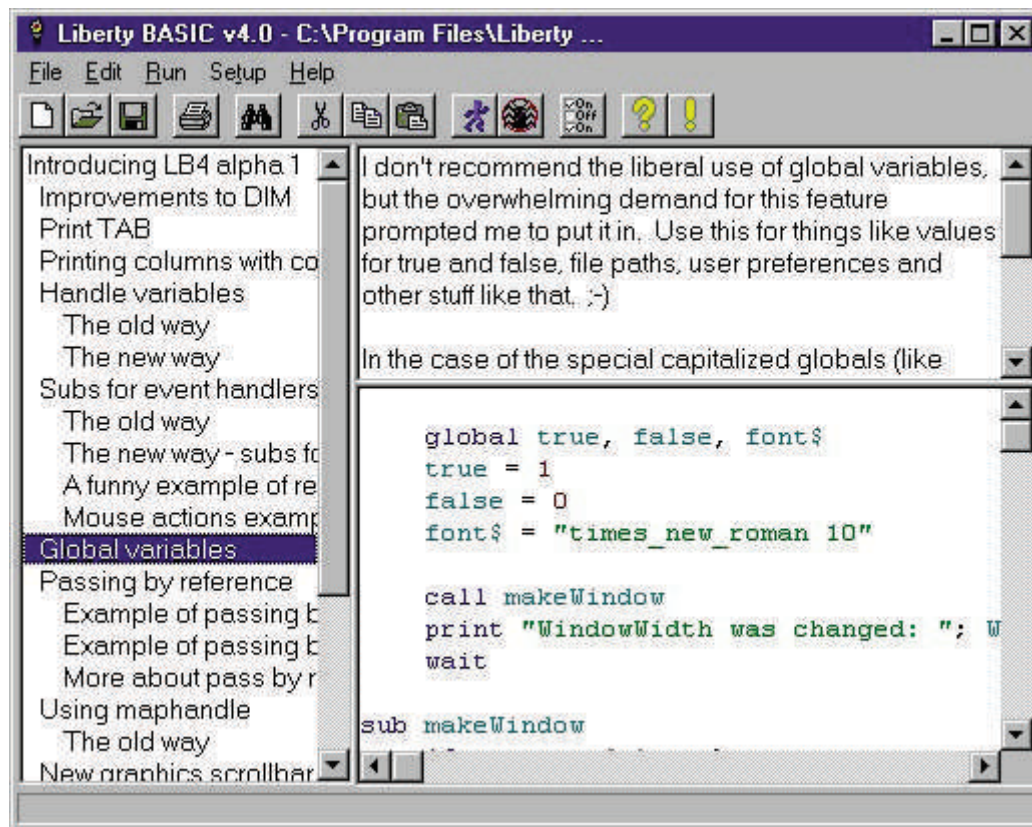 Liberty BASIC v4.0 - C:\Program Files\Liberty ...
File Edit Run Setup Help
On
Off
On
Introducing LB4 alpha 1
Improvements to DIM
Print TAB
Printing columns with co
Handle variables
The old way
The new way
Subs for event handlers
The old way
The new way - subs fo
A funny example of re
Mouse actions examp
Global variables
Passing by reference
Example of passing b
Example of passing b
More about pass by r
Using maphandle
The old way
New graphics scrollbar
I don't recommend the liberal use of global variables,
but the overwhelming demand for this feature
prompted me to put it in. Use this for things like values
for true and false, file paths, user preferences and
other stuff like that. ;-)
In the case of the special capitalized globals (like
global true, false, font$
true = 1
false = 0
font$ = "times_new_roman 10"
call makeWindow
print "WindowWidth was changed: "; W
wait
sub makeWindow